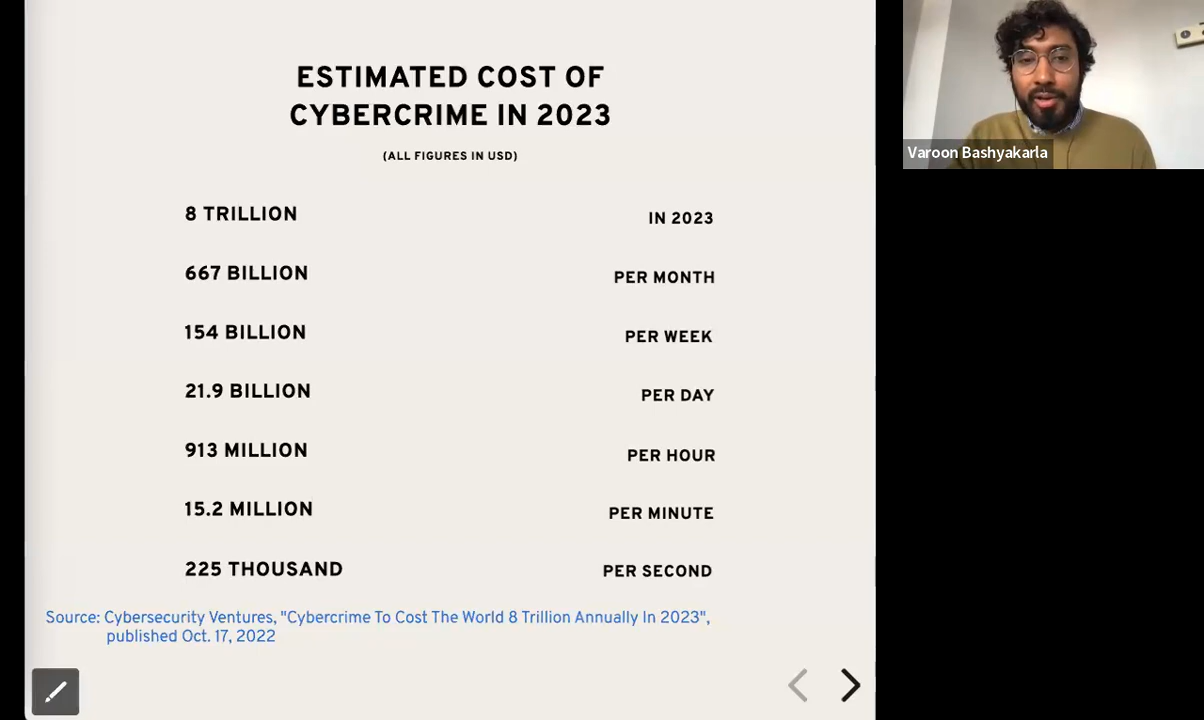 ESTIMATED COST OF
CYBERCRIME IN 2023
(ALL FIGURES IN USD)
8 TRILLION IN 2023
667 BILLION PER MONTH
154 BILLION PER WEEK
21.9 BILLION PER DAY
913 MILLION PER HOUR
15.2 MILLION PER MINUTE
225 THOUSAND PER SECOND
Source: Cybersecurity Ventures, "Cybercrime To Cost The World 8 Trillion Annually In 2023",
published Oct. 17, 2022
Varoon Bashyakarla